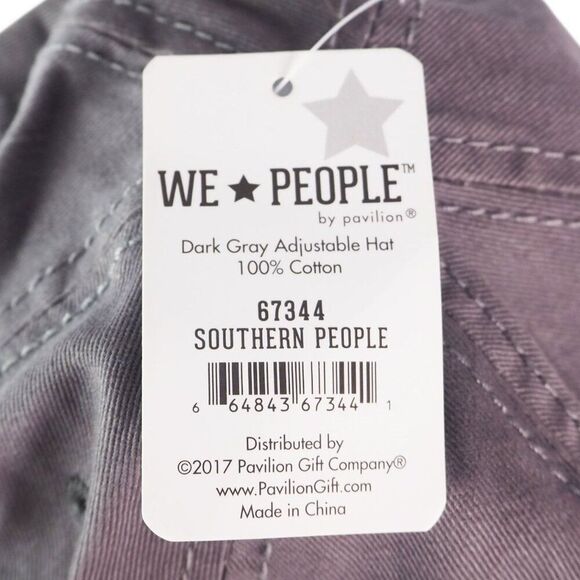 WE ★ PEOPLE™
by pavilion®
Dark Gray Adjustable Hat
100% Cotton
67344
SOUTHERN PEOPLE
6 64843 67344 1
Distributed by
©2017 Pavilion Gift Company®
www.PavilionGift.com
Made in China